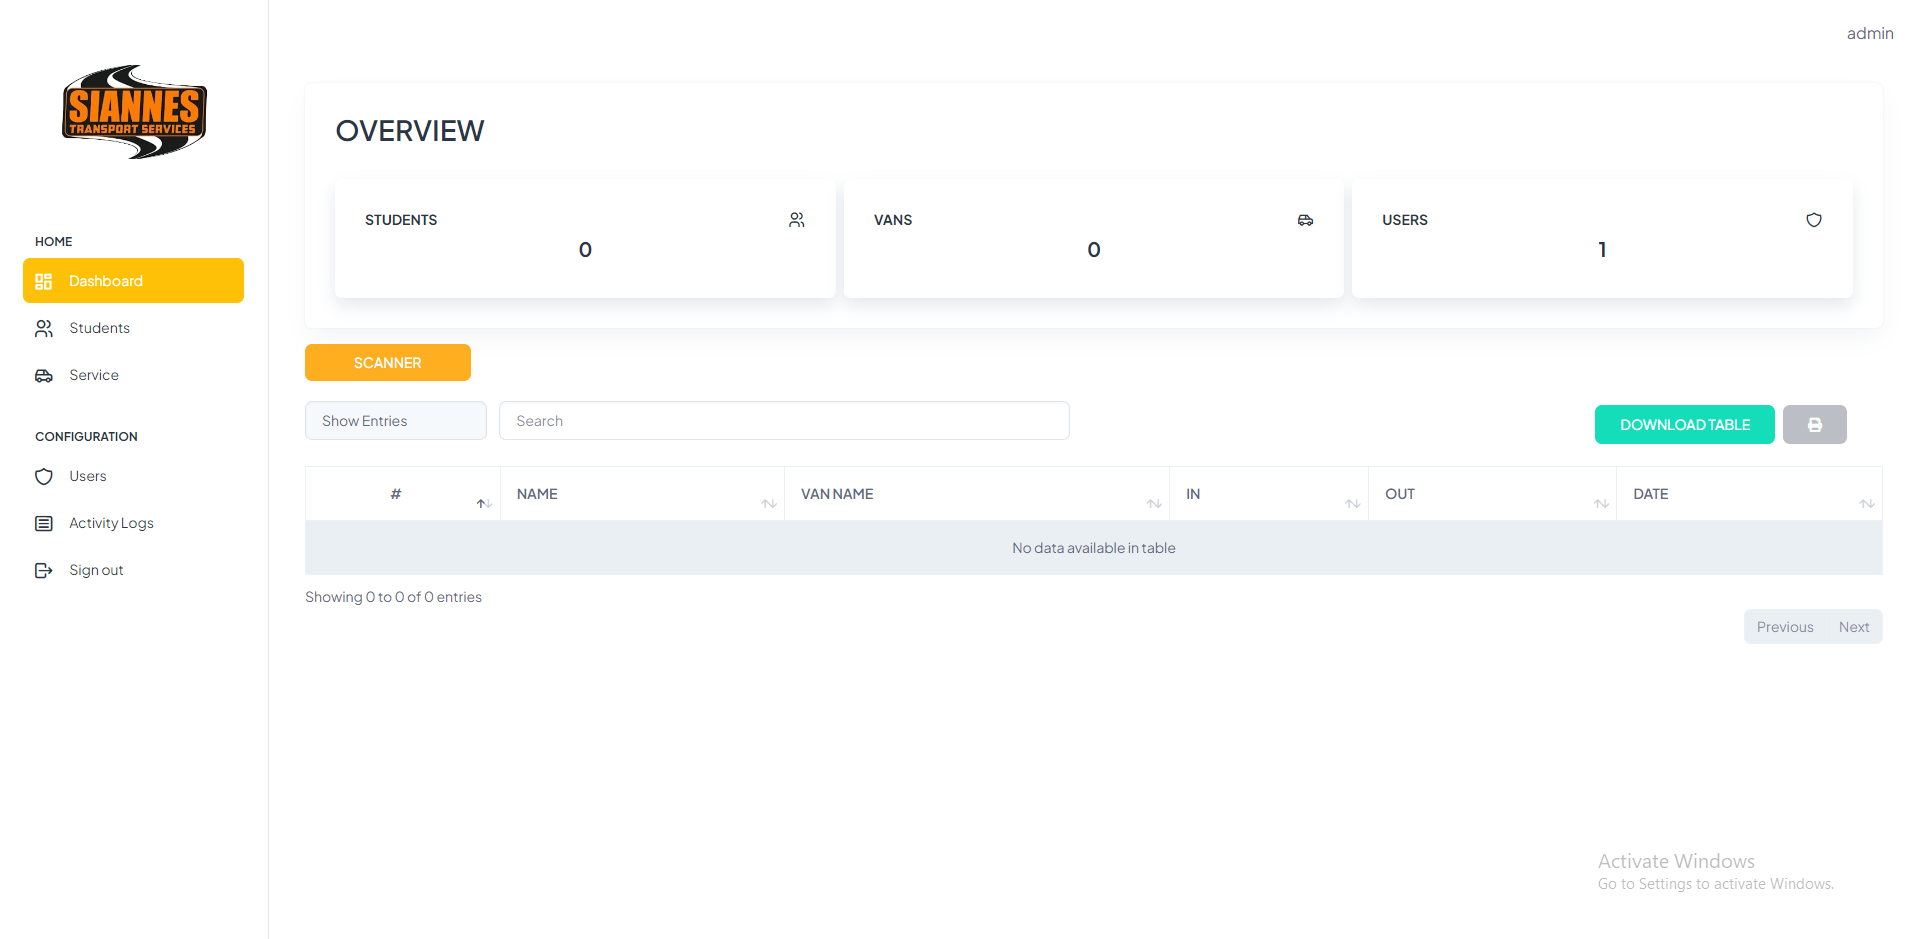 admin
SIANNES
TRANSPORT SERVICES
HOME
Dashboard
Students
Service
CONFIGURATION
Users
Activity Logs
Sign out
OVERVIEW
STUDENTS
0
VANS
0
USERS
1
SCANNER
Show Entries
Search
DOWNLOAD TABLE
# NAME VAN NAME IN OUT DATE
No data available in table
Showing 0 to 0 of 0 entries
Previous Next
Activate Windows
Go to Settings to activate Windows.